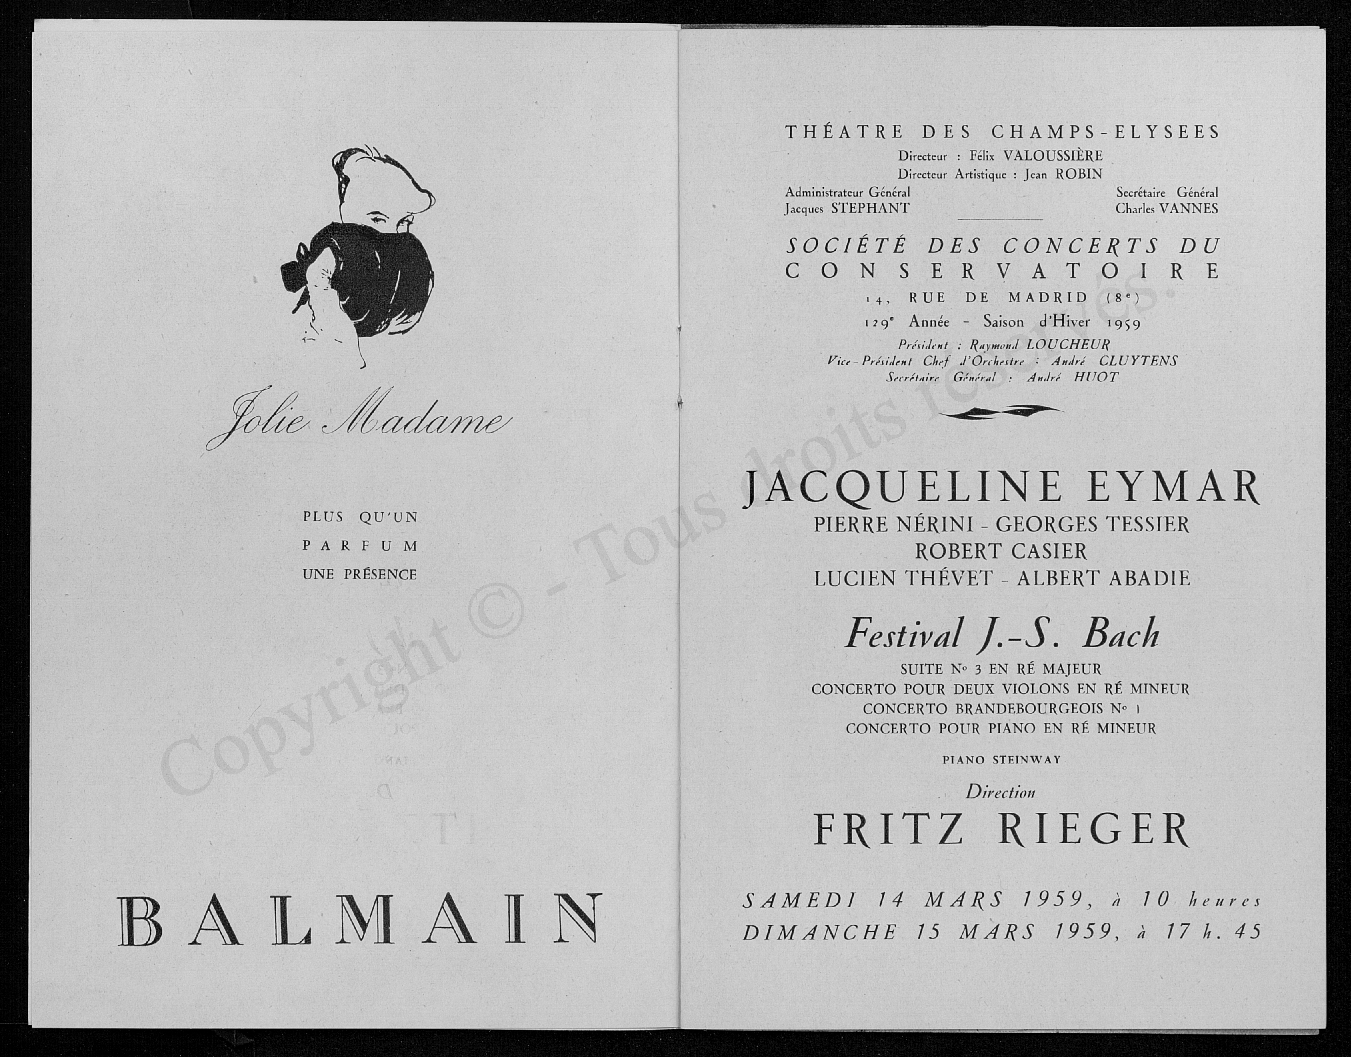 Jolie Madame
PLUS QU'UN
PARFUM
UNE PRÉSENCE
BALMAIN
THÉATRE DES CHAMPS-ELYSEES
Directeur : Félix VALOUSSIÈRE
Directeur Artistique : Jean ROBIN
Administrateur Général
Jacques STEPHANT
Secrétaire Général
Charles VANNES
SOCIÉTÉ DES CONCERTS DU
CONSERVATOIRE
14, RUE DE MADRID (8e)
129e Année - Saison d'Hiver 1959
Président : Raymond LOUCHEUR
Vice-Président Chef d'Orchestre : André CLUYTENS
Secrétaire Général : André HUOT
JACQUELINE EYMAR
PIERRE NÉRINI - GEORGES TESSIER
ROBERT CASIER
LUCIEN THÉVET - ALBERT ABADIE
Festival J.-S. Bach
SUITE No 3 EN RÉ MAJEUR
CONCERTO POUR DEUX VIOLONS EN RÉ MINEUR
CONCERTO BRANDEBOURGEOIS No 1
CONCERTO POUR PIANO EN RÉ MINEUR
PIANO STEINWAY
Direction
FRITZ RIEGER
SAMEDI 14 MARS 1959, à 10 heures
DIMANCHE 15 MARS 1959, à 17 h. 45
Copyright © - Tous droits réservés.